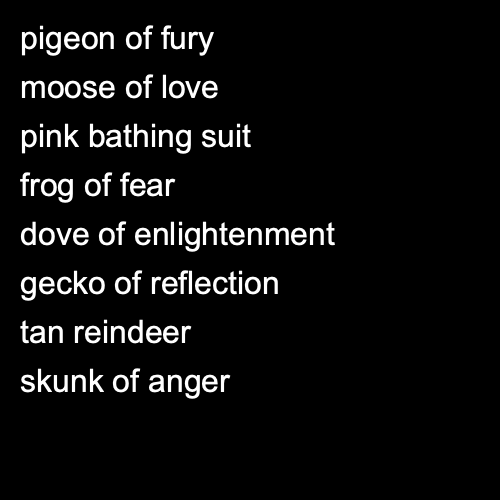 pigeon of fury
moose of love
pink bathing suit
frog of fear
dove of enlightenment
gecko of reflection
tan reindeer
skunk of anger